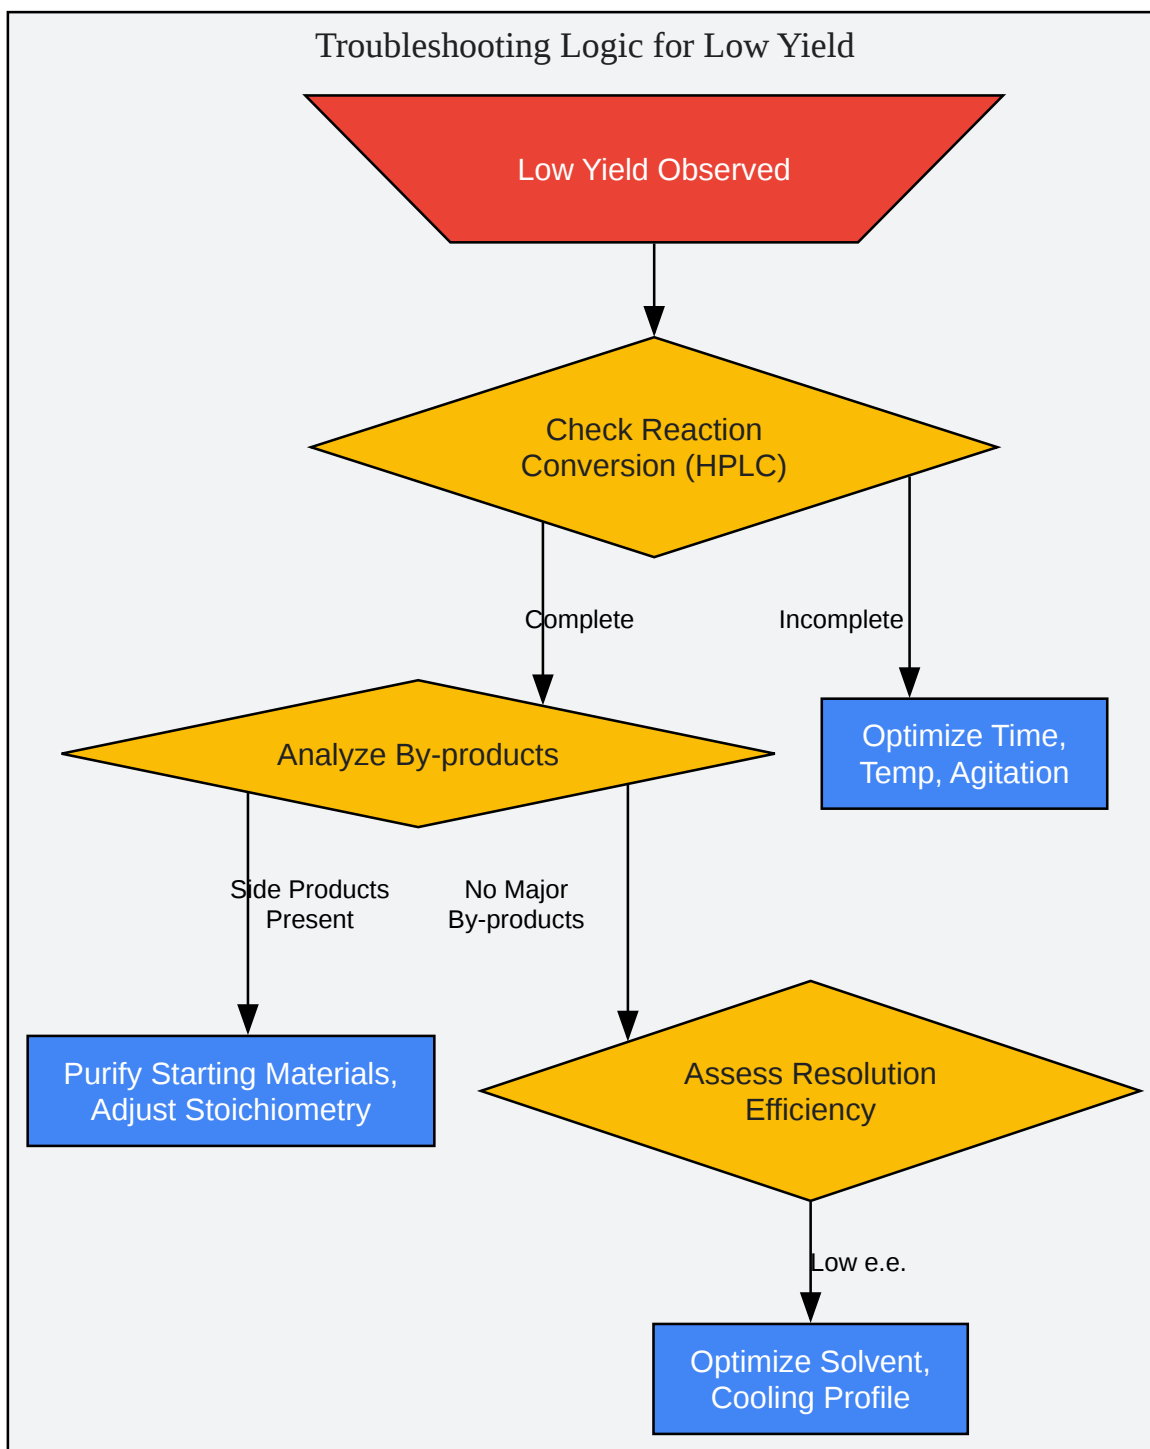 Troubleshooting Logic for Low Yield
Low Yield Observed
Check Reaction
Conversion (HPLC)
Complete
Incomplete
Analyze By-products
Optimize Time,
Temp, Agitation
Side Products
Present
No Major
By-products
Purify Starting Materials,
Adjust Stoichiometry
Assess Resolution
Efficiency
Low e.e.
Optimize Solvent,
Cooling Profile